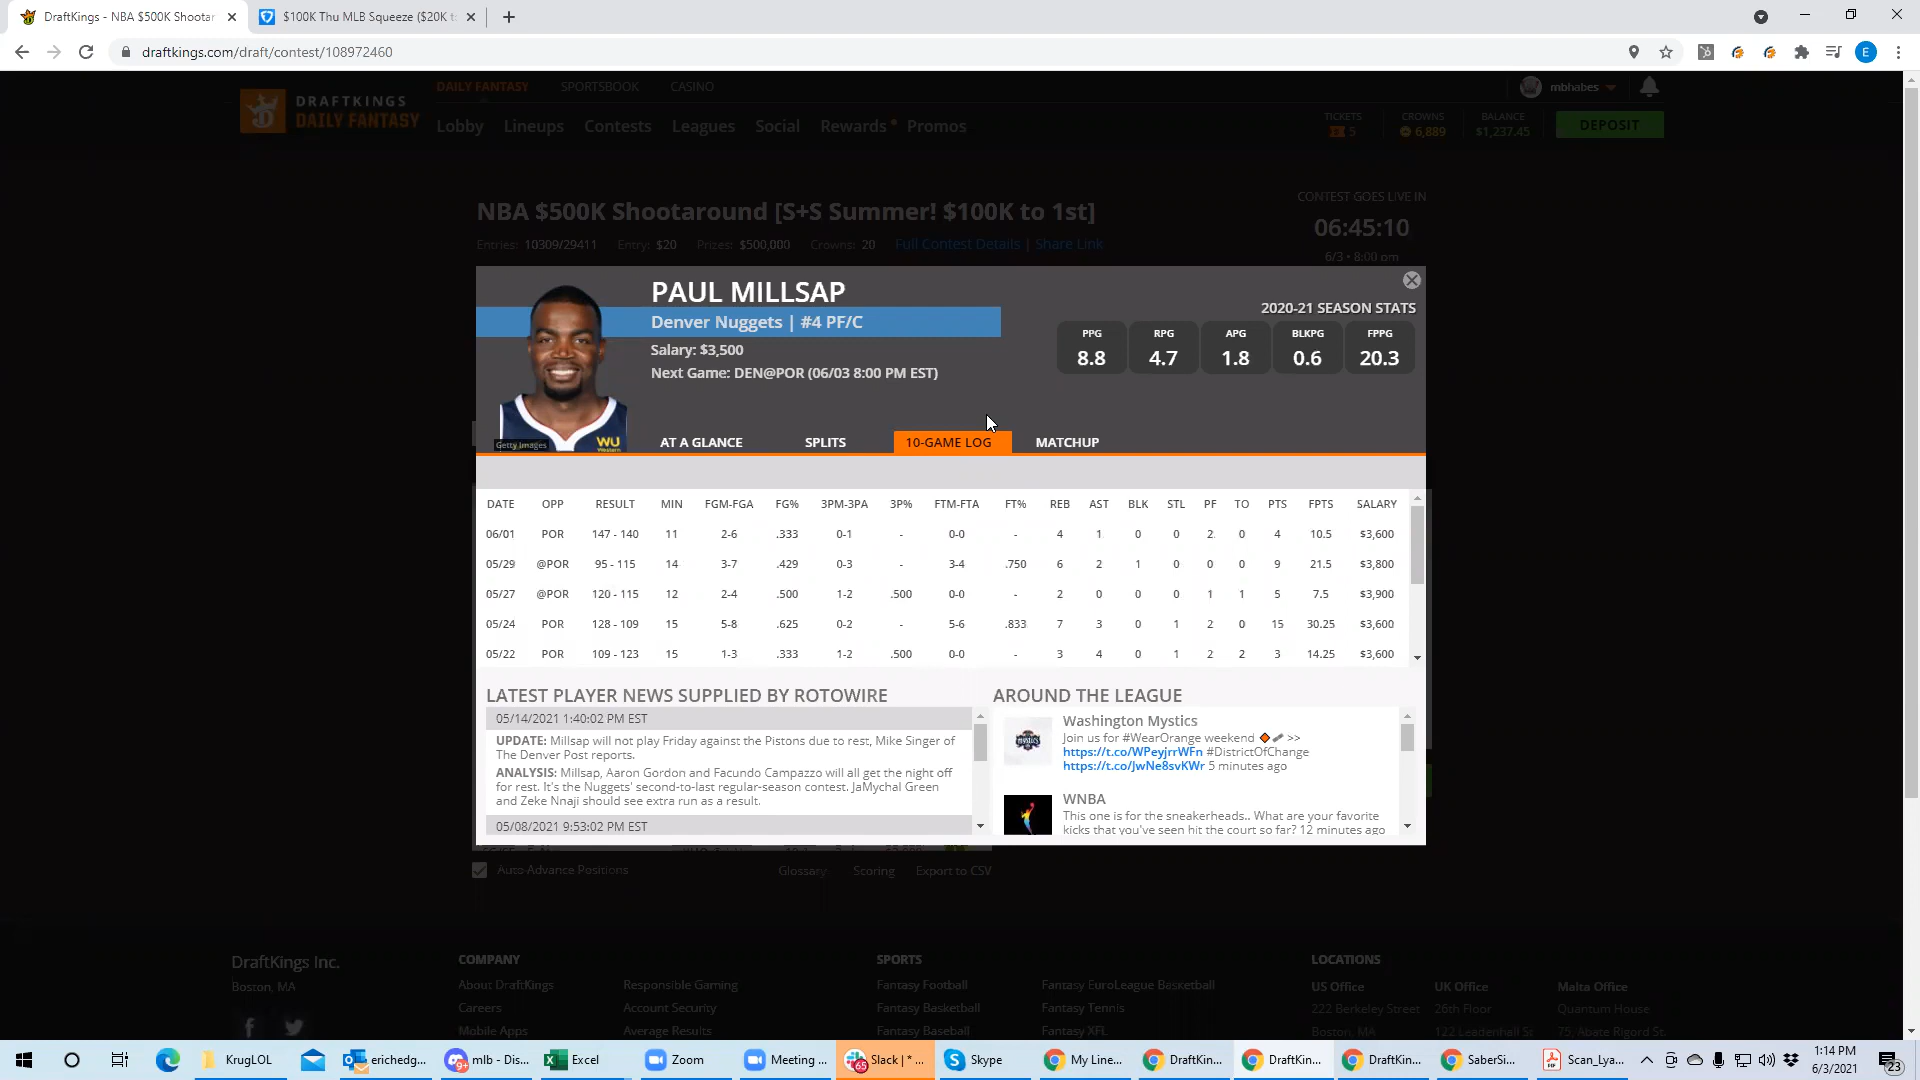 DraftKings - NBA $500K Shootar
$100K Thu MLB Squeeze ($20K t
draftkings.com/draft/contest/108972460
E
DAILY FANTASY SPORTSBOOK CASINO
mbhabes
DRAFTKINGS
DAILY FANTASY
Lobby Lineups Contests Leagues Social Rewards Promos
TICKETS CROWNS BALANCE
5 6,889 $1,237.45
DEPOSIT
NBA $500K Shootaround [S+S Summer! $100K to 1st]
CONTEST GOES LIVE IN
06:45:10
Entries: 10309/29411 Entry: $20 Prizes: $500,000 Crowns: 20 Full Contest Details | Share Link
6/3 • 8:00 pm
PAUL MILLSAP
Denver Nuggets | #4 PF/C
Salary: $3,500
Next Game: DEN@POR (06/03 8:00 PM EST)
2020-21 SEASON STATS
PPG RPG APG BLKPG FPPG
8.8 4.7 1.8 0.6 20.3
Getty Images
WU
Western
AT A GLANCE SPLITS 10-GAME LOG MATCHUP
DATE OPP RESULT MIN FGM-FGA FG% 3PM-3PA 3P% FTM-FTA FT% REB AST BLK STL PF TO PTS FPTS SALARY
06/01 POR 147 - 140 11 2-6 .333 0-1 - 0-0 - 4 1 0 0 2 0 4 10.5 $3,600
05/29 @POR 95 - 115 14 3-7 .429 0-3 - 3-4 .750 6 2 1 0 0 0 9 21.5 $3,800
05/27 @POR 120 - 115 12 2-4 .500 1-2 .500 0-0 - 2 0 0 0 1 1 5 7.5 $3,900
05/24 POR 128 - 109 15 5-8 .625 0-2 - 5-6 .833 7 3 0 1 2 0 15 30.25 $3,600
05/22 POR 109 - 123 15 1-3 .333 1-2 .500 0-0 - 3 4 0 1 2 2 3 14.25 $3,600
LATEST PLAYER NEWS SUPPLIED BY ROTOWIRE
05/14/2021 1:40:02 PM EST
UPDATE: Millsap will not play Friday against the Pistons due to rest, Mike Singer of
The Denver Post reports.
ANALYSIS: Millsap, Aaron Gordon and Facundo Campazzo will all get the night off
for rest. It's the Nuggets' second-to-last regular-season contest. JaMychal Green
and Zeke Nnaji should see extra run as a result.
05/08/2021 9:53:02 PM EST
AROUND THE LEAGUE
Washington Mystics
Join us for #WearOrange weekend >>
https://t.co/WPeyjrrWFn #DistrictOfChange
https://t.co/JwNe8svKWr 5 minutes ago
WNBA
This one is for the sneakerheads.. What are your favorite
kicks that you've seen hit the court so far? 12 minutes ago
Auto-Advance Positions
Glossary Scoring Export to CSV
DraftKings Inc.
Boston, MA
COMPANY
About DraftKings
Careers
Mobile Apps
Responsible Gaming
Account Security
Average Results
SPORTS
Fantasy Football
Fantasy Basketball
Fantasy Baseball
Fantasy EuroLeague Basketball
Fantasy Tennis
Fantasy XFL
LOCATIONS
US Office
222 Berkeley Street
Boston, MA
UK Office
26th Floor
122 Leadenhall St
Malta Office
Quantum House
75, Abate Rigord St.
KrugLOL
erichedg...
mlb - Dis...
Excel
Zoom
Meeting ...
65
Slack | * ...
Skype
My Line...
DraftKin...
DraftKin...
DraftKin...
SaberSi...
Scan_Lya...
1:14 PM
6/3/2021
23